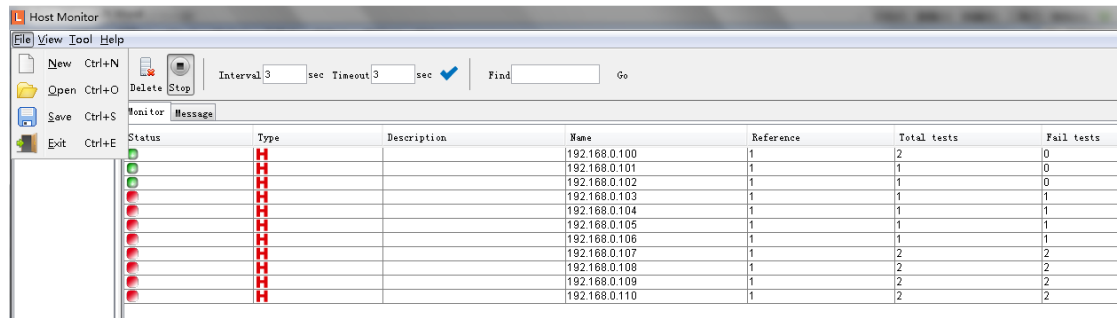 L Host Monitor
File View Tool Help
New Ctrl+N
Open Ctrl+O
Save Ctrl+S
Exit Ctrl+E
Delete Stop Interval 3 sec Timeout 3 sec Find Go
Monitor Message
Status Type Description Name Reference Total tests Fail tests
H 192.168.0.100 1 2 0
H 192.168.0.101 1 1 0
H 192.168.0.102 1 1 0
H 192.168.0.103 1 1 1
H 192.168.0.104 1 1 1
H 192.168.0.105 1 1 1
H 192.168.0.106 1 1 1
H 192.168.0.107 1 2 2
H 192.168.0.108 1 2 2
H 192.168.0.109 1 2 2
H 192.168.0.110 1 2 2